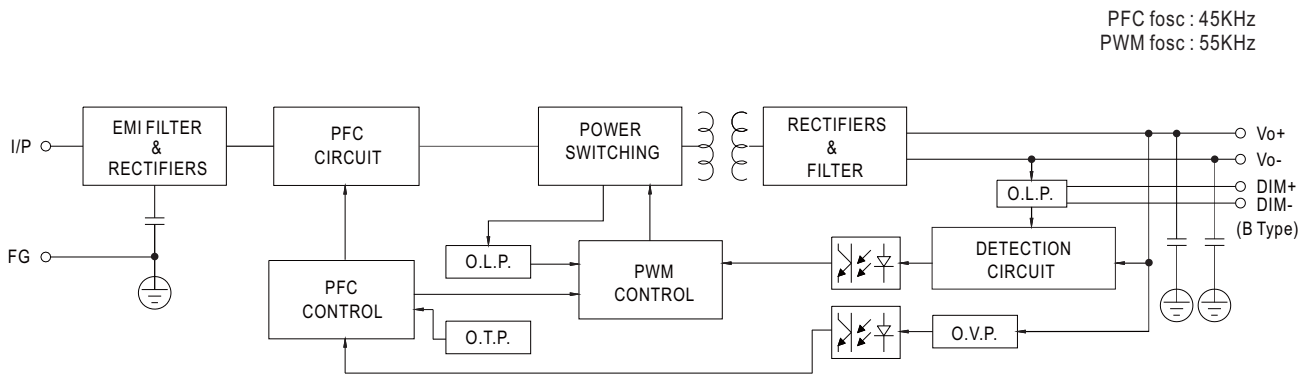 PFC fosc : 45KHz
PWM fosc : 55KHz
I/P
EMI FILTER
&
RECTIFIERS
PFC
CIRCUIT
POWER
SWITCHING
RECTIFIERS
&
FILTER
Vo+
Vo-
DIM+
DIM-
(B Type)
O.L.P.
FG
O.L.P.
PFC
CONTROL
PWM
CONTROL
DETECTION
CIRCUIT
O.T.P.
O.V.P.